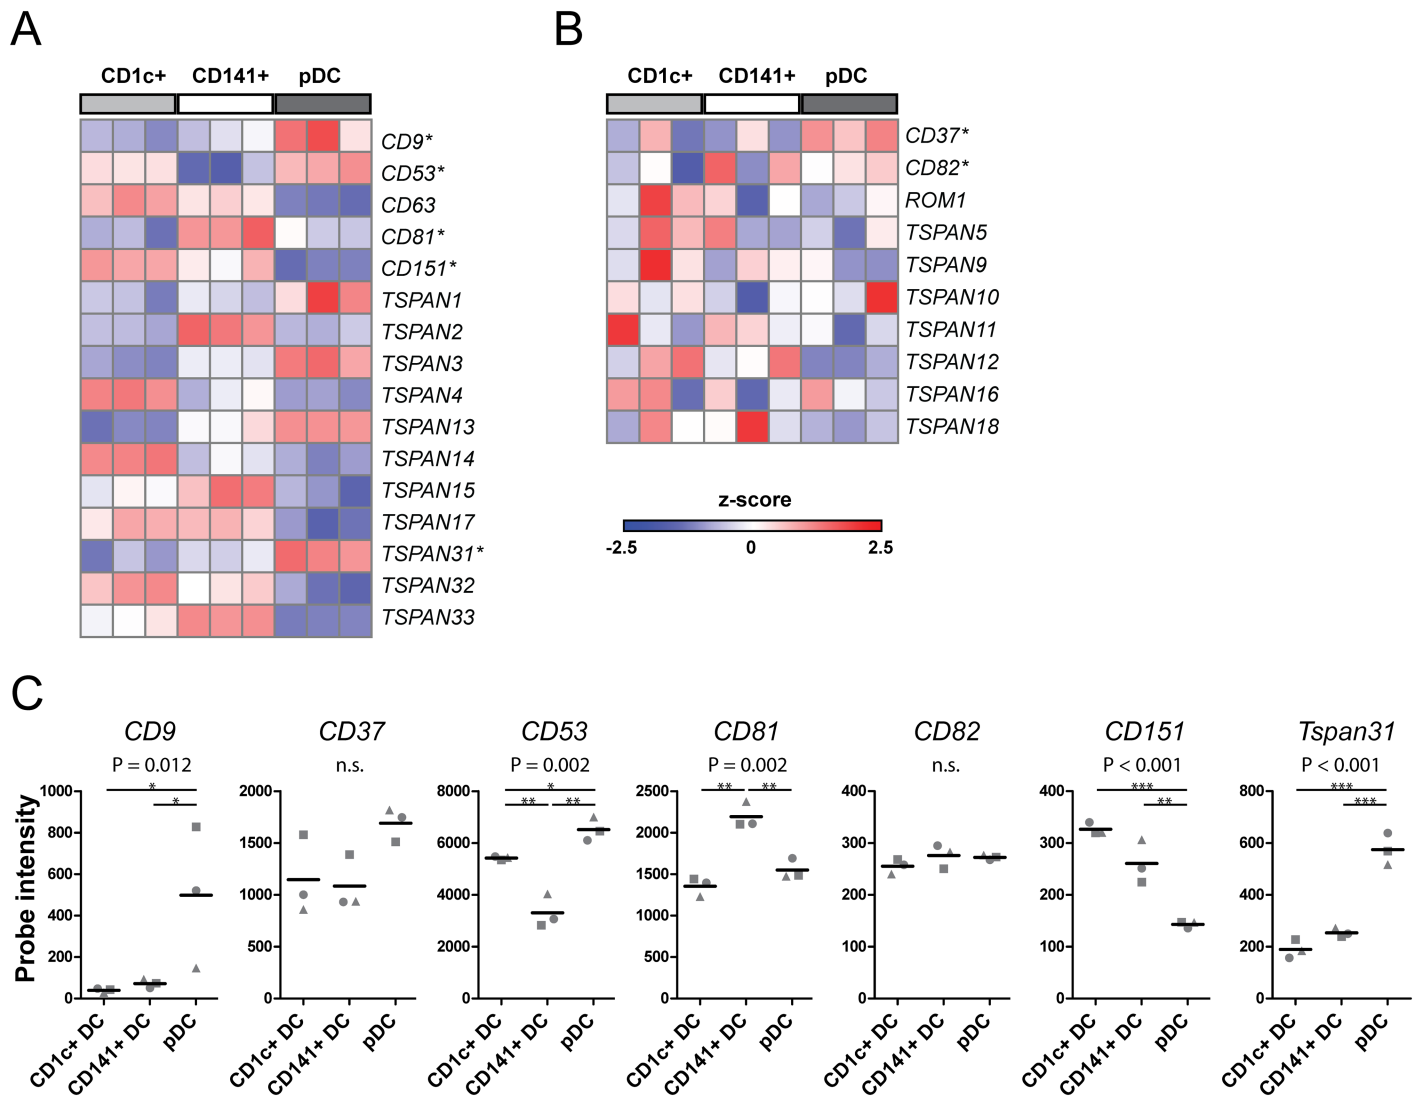 A
CD1c+ CD141+ pDC
CD9*
CD53*
CD63
CD81*
CD151*
TSPAN1
TSPAN2
TSPAN3
TSPAN4
TSPAN13
TSPAN14
TSPAN15
TSPAN17
TSPAN31*
TSPAN32
TSPAN33
B
CD1c+ CD141+ pDC
CD37*
CD82*
ROM1
TSPAN5
TSPAN9
TSPAN10
TSPAN11
TSPAN12
TSPAN16
TSPAN18
z-score
-2.5 0 2.5
C
Probe intensity
CD9
P = 0.012
*
*
1000
800
600
400
200
0
CD1c+ DC
CD141+ DC
pDC
CD37
n.s.
2000
1500
1000
500
0
CD1c+ DC
CD141+ DC
pDC
CD53
P = 0.002
*
** **
8000
6000
4000
2000
0
CD1c+ DC
CD141+ DC
pDC
CD81
P = 0.002
** **
2500
2000
1500
1000
500
0
CD1c+ DC
CD141+ DC
pDC
CD82
n.s.
400
300
200
100
0
CD1c+ DC
CD141+ DC
pDC
CD151
P < 0.001
***
**
400
300
200
100
0
CD1c+ DC
CD141+ DC
pDC
Tspan31
P < 0.001
***
***
800
600
400
200
0
CD1c+ DC
CD141+ DC
pDC